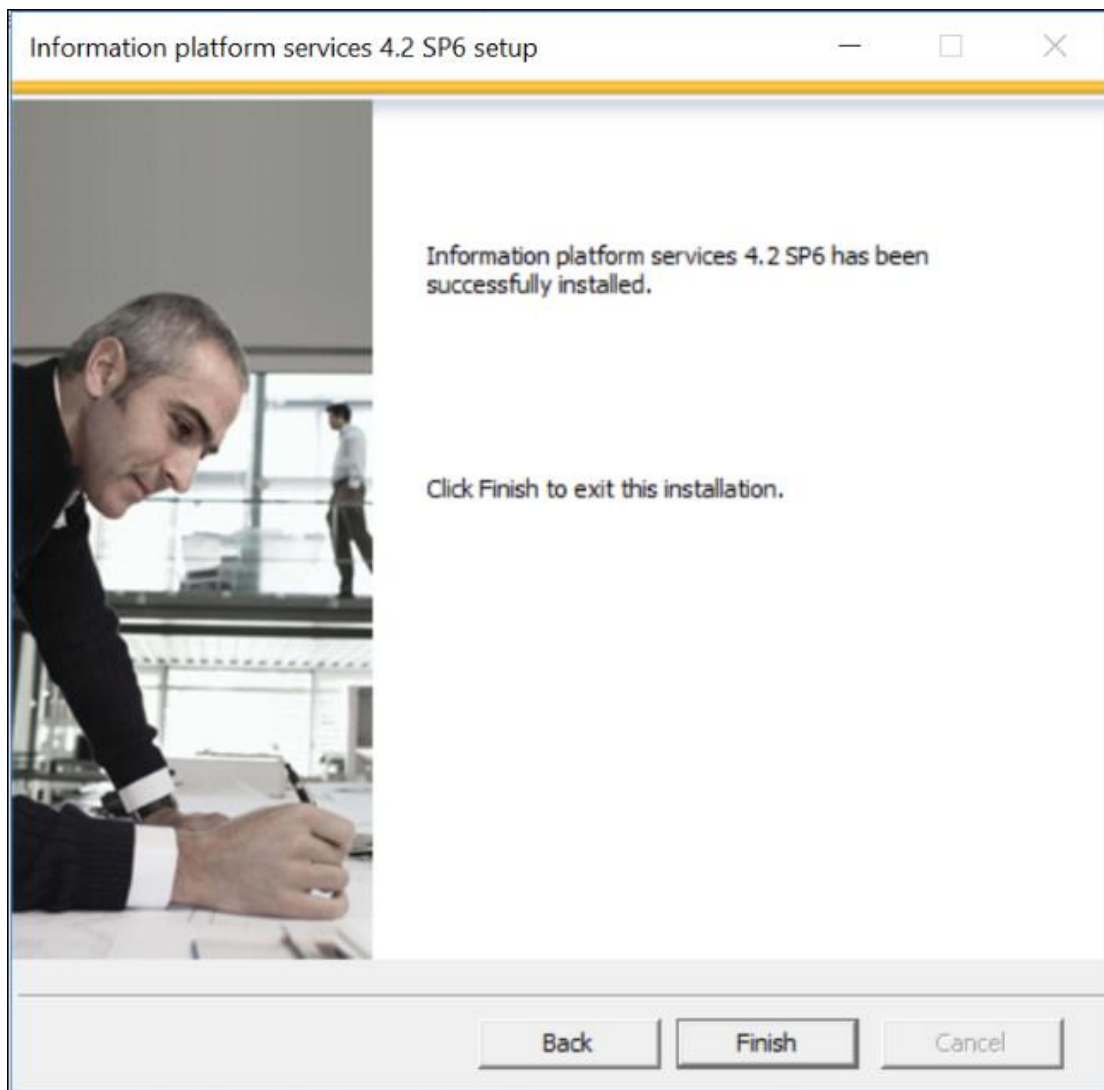 Information platform services 4.2 SP6 setup
Information platform services 4.2 SP6 has been
successfully installed.
Click Finish to exit this installation.
Back
Finish
Cancel